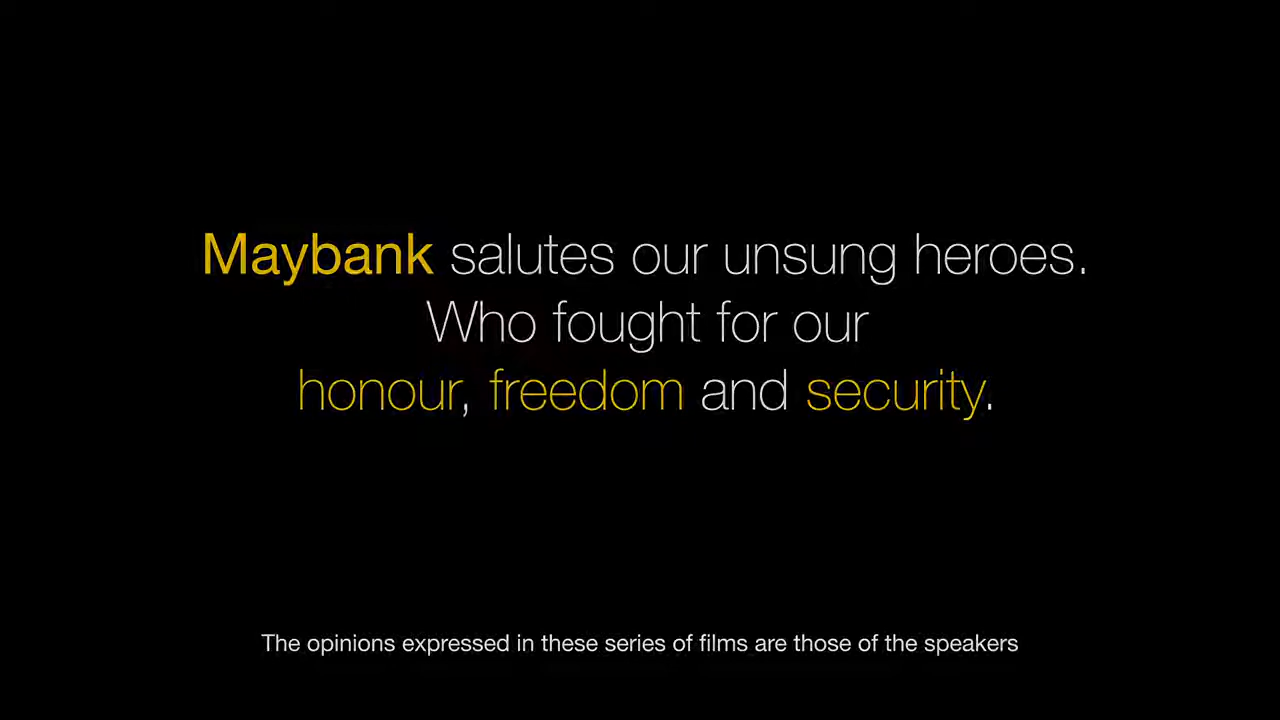 Maybank salutes our unsung heroes.
Who fought for our
honour, freedom and security.
The opinions expressed in these series of films are those of the speakers